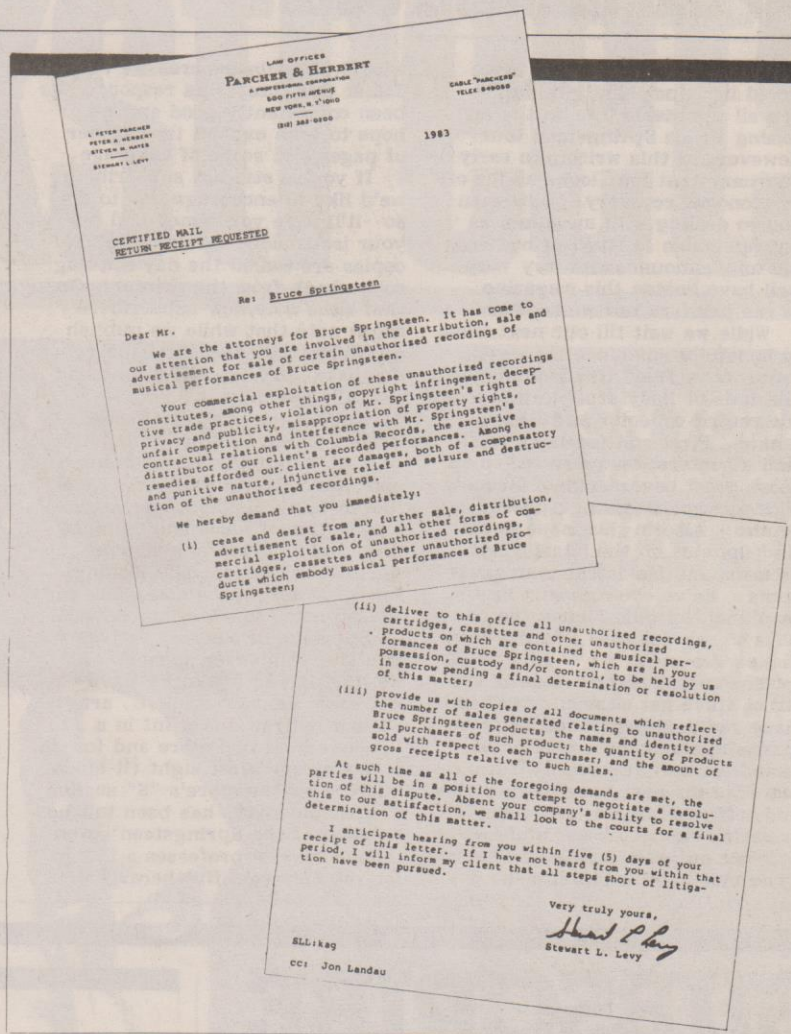 LAW OFFICES
PARCHER & HERBERT
A PROFESSIONAL CORPORATION
500 FIFTH AVENUE
NEW YORK, N.Y. 10110
(212) 382-0200
CABLE "PARCHERS"
TELEX 649080
L. PETER PARCHER
PETER A. HERBERT
STEVEN M. HAYES
STEWART L. LEVY
1983
CERTIFIED MAIL
RETURN RECEIPT REQUESTED
Re: Bruce Springsteen
Dear Mr.
We are the attorneys for Bruce Springsteen. It has come to
our attention that you are involved in the distribution, sale and
advertisement for sale of certain unauthorized recordings of
musical performances of Bruce Springsteen.
Your commercial exploitation of these unauthorized recordings
constitutes, among other things, copyright infringement, decep-
tive trade practices, violation of Mr. Springsteen's rights of
privacy and publicity, misappropriation of property rights,
unfair competition and interference with Mr. Springsteen's
contractual relations with Columbia Records, the exclusive
distributor of our client's recorded performances. Among the
remedies afforded our client are damages, both of a compensatory
and punitive nature, injunctive relief and seizure and destruc-
tion of the unauthorized recordings.
We hereby demand that you immediately:
(i) cease and desist from any further sale, distribution,
advertisement for sale, and all other forms of com-
mercial exploitation of unauthorized recordings,
cartridges, cassettes and other unauthorized pro-
ducts which embody musical performances of Bruce
Springsteen;
(ii) deliver to this office all unauthorized recordings,
cartridges, cassettes and other unauthorized
products on which are contained the musical per-
formances of Bruce Springsteen, which are in your
possession, custody and/or control, to be held by us
in escrow pending a final determination or resolution
of this matter;
(iii) provide us with copies of all documents which reflect
the number of sales generated relating to unauthorized
Bruce Springsteen products; the names and identity of
all purchasers of such product; the quantity of products
sold with respect to each purchaser; and the amount of
gross receipts relative to such sales.
At such time as all of the foregoing demands are met, the
parties will be in a position to attempt to negotiate a resolu-
tion of this dispute. Absent your company's ability to resolve
this to our satisfaction, we shall look to the courts for a final
determination of this matter.
I anticipate hearing from you within five (5) days of your
receipt of this letter. If I have not heard from you within that
period, I will inform my client that all steps short of litiga-
tion have been pursued.
Very truly yours,
Stewart L. Levy
Stewart L. Levy
SLL:kag
cc: Jon Landau